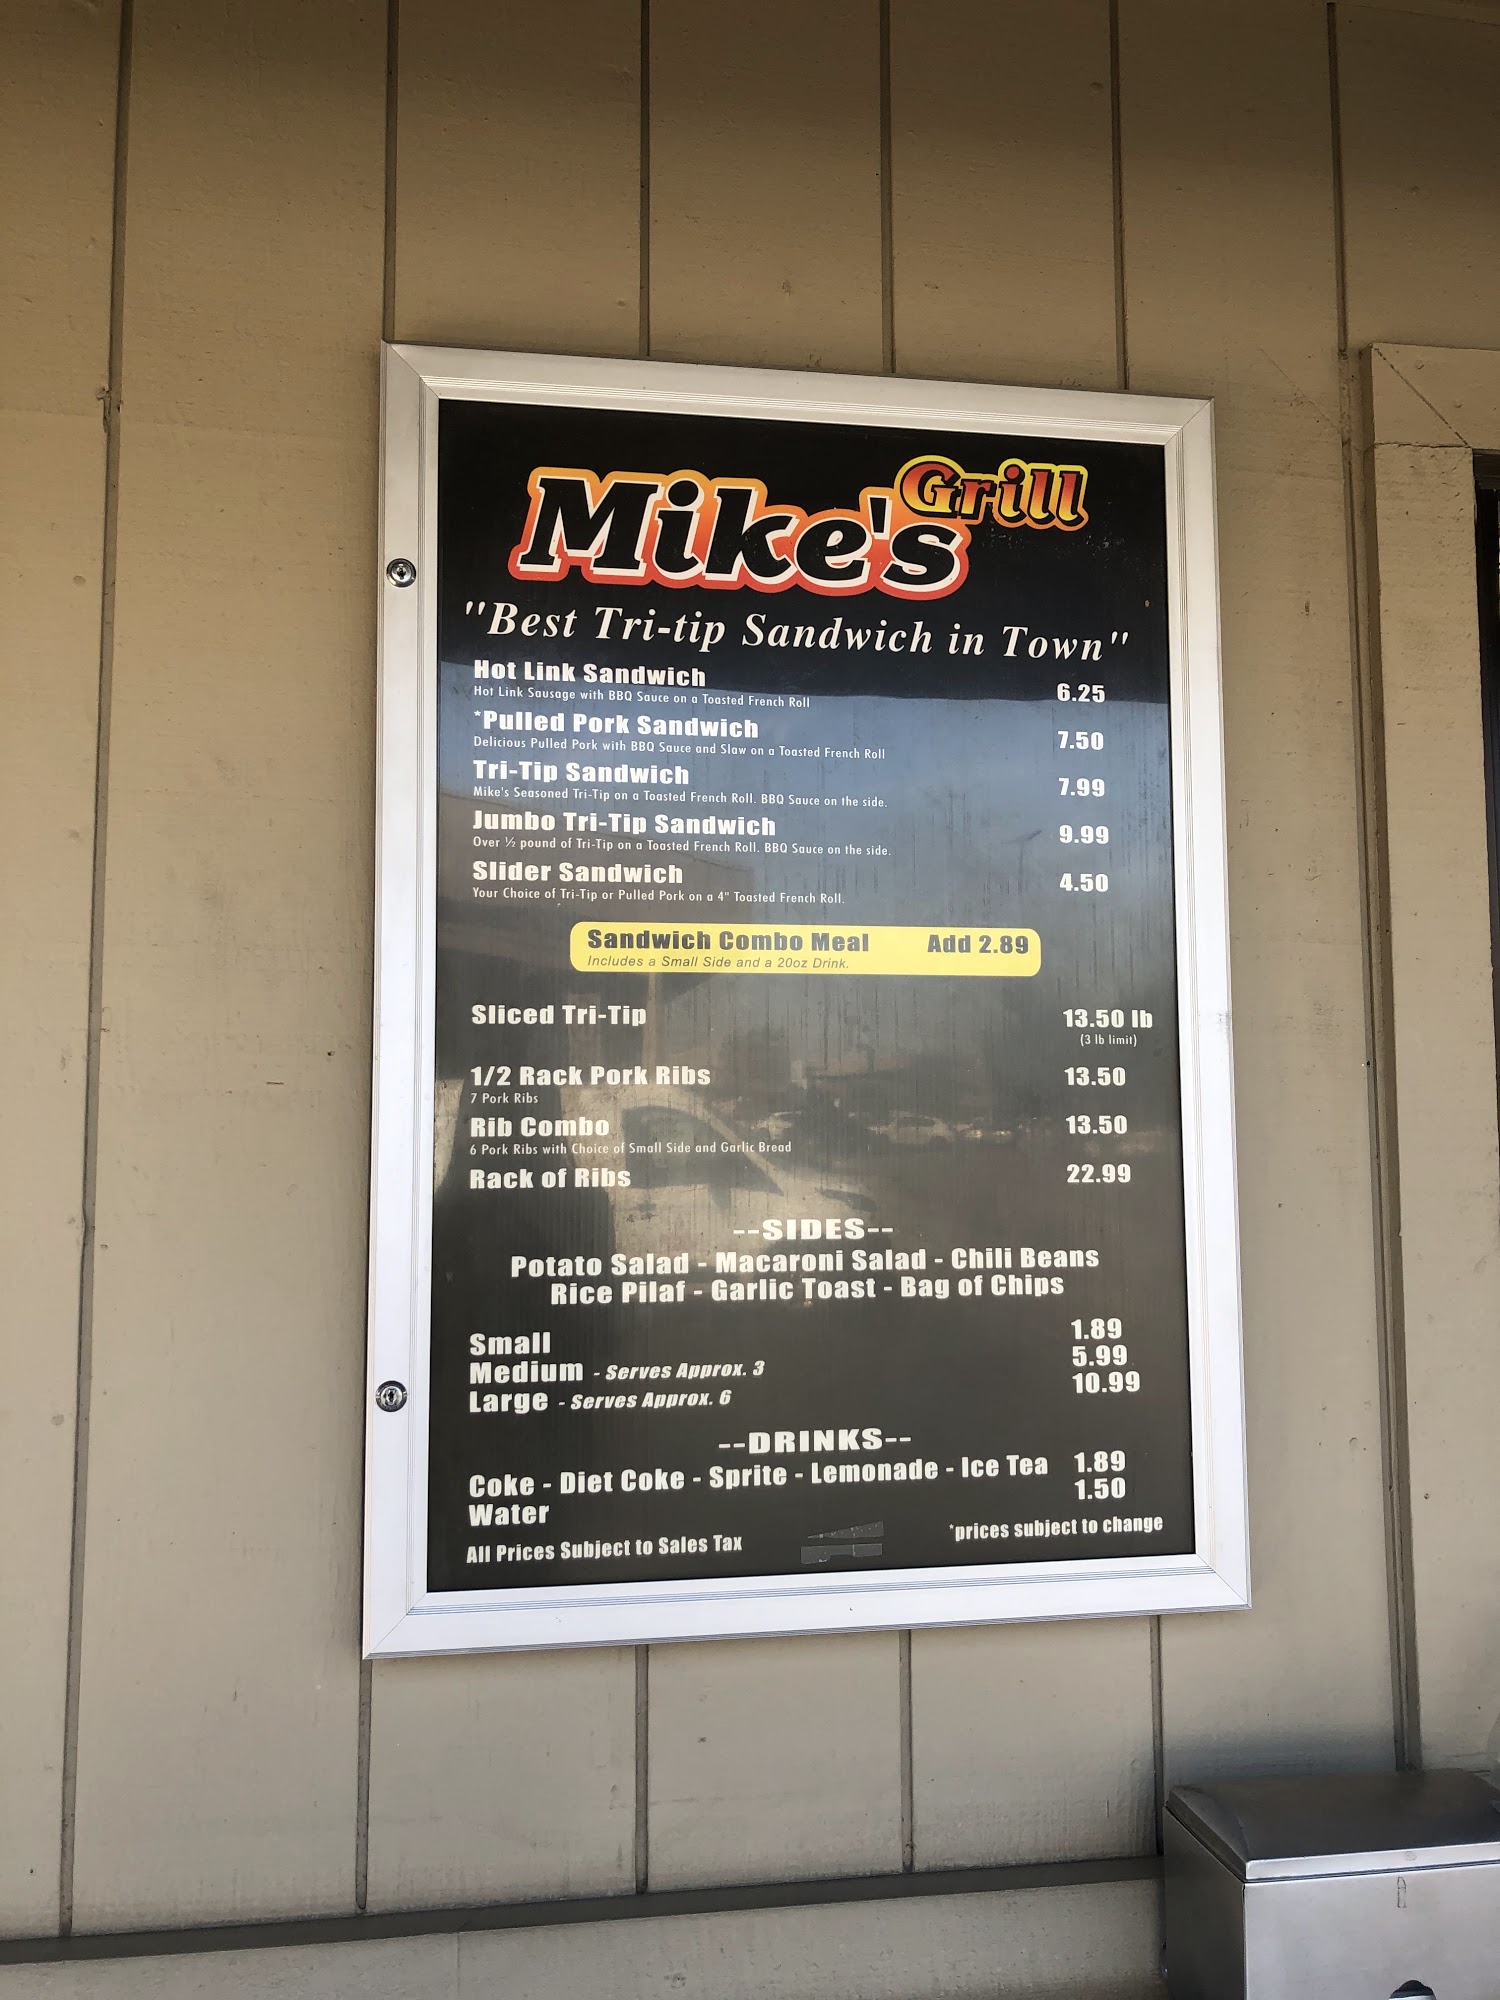 Mike's Grill
"Best Tri-tip Sandwich in Town"
Hot Link Sandwich 6.25
Hot Link Sausage with BBQ Sauce on a Toasted French Roll
*Pulled Pork Sandwich 7.50
Delicious Pulled Pork with BBQ Sauce and Slaw on a Toasted French Roll
Tri-Tip Sandwich 7.99
Mike's Seasoned Tri-Tip on a Toasted French Roll. BBQ Sauce on the side.
Jumbo Tri-Tip Sandwich 9.99
Over ½ pound of Tri-Tip on a Toasted French Roll. BBQ Sauce on the side.
Slider Sandwich 4.50
Your Choice of Tri-Tip or Pulled Pork on a 4" Toasted French Roll.
Sandwich Combo Meal Add 2.89
Includes a Small Side and a 20oz Drink.
Sliced Tri-Tip 13.50 lb
(3 lb limit)
1/2 Rack Pork Ribs 13.50
7 Pork Ribs
Rib Combo 13.50
6 Pork Ribs with Choice of Small Side and Garlic Bread
Rack of Ribs 22.99
--SIDES--
Potato Salad - Macaroni Salad - Chili Beans
Rice Pilaf - Garlic Toast - Bag of Chips
Small 1.89
Medium - Serves Approx. 3 5.99
Large - Serves Approx. 6 10.99
--DRINKS--
Coke - Diet Coke - Sprite - Lemonade - Ice Tea 1.89
Water 1.50
All Prices Subject to Sales Tax *prices subject to change